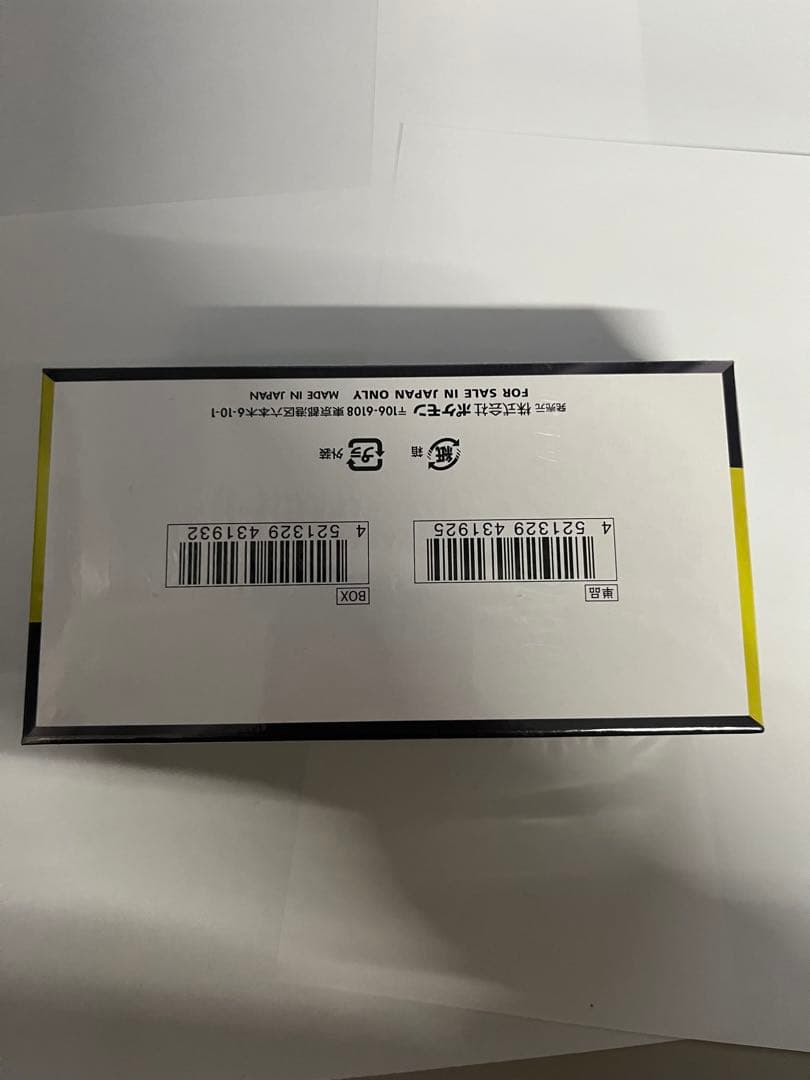 単品
4 521329 431925
BOX
4 521329 431932
紙 箱
プラ 外装
発売元 株式会社ポケモン 〒106-6108 東京都港区六本木6-10-1
FOR SALE IN JAPAN ONLY MADE IN JAPAN